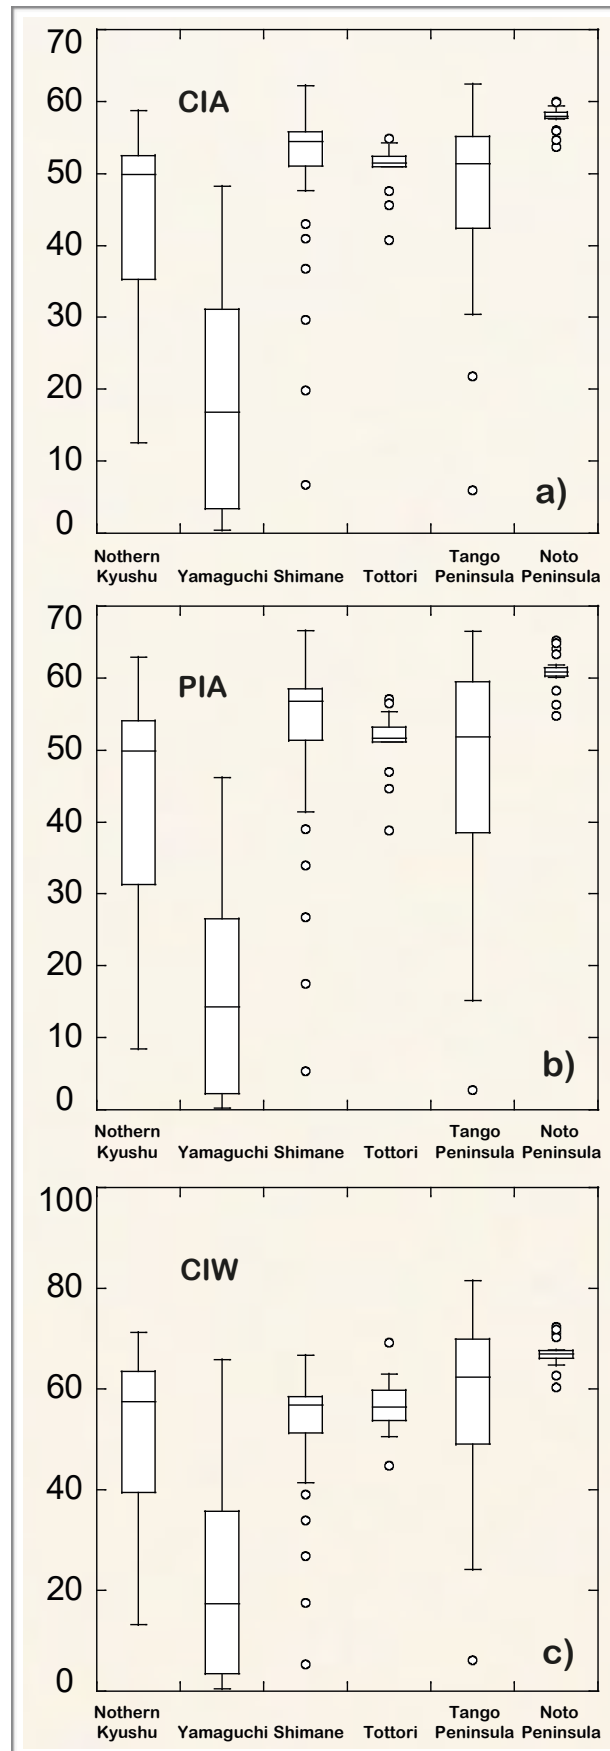 70
CIA
60
50
40
30
20
10
a)
0
Nothern Kyushu Yamaguchi Shimane Tottori Tango Peninsula Noto Peninsula
70
PIA
60
50
40
30
20
10
b)
0
Nothern Kyushu Yamaguchi Shimane Tottori Tango Peninsula Noto Peninsula
100
CIW
80
60
40
20
c)
0
Nothern Kyushu Yamaguchi Shimane Tottori Tango Peninsula Noto Peninsula